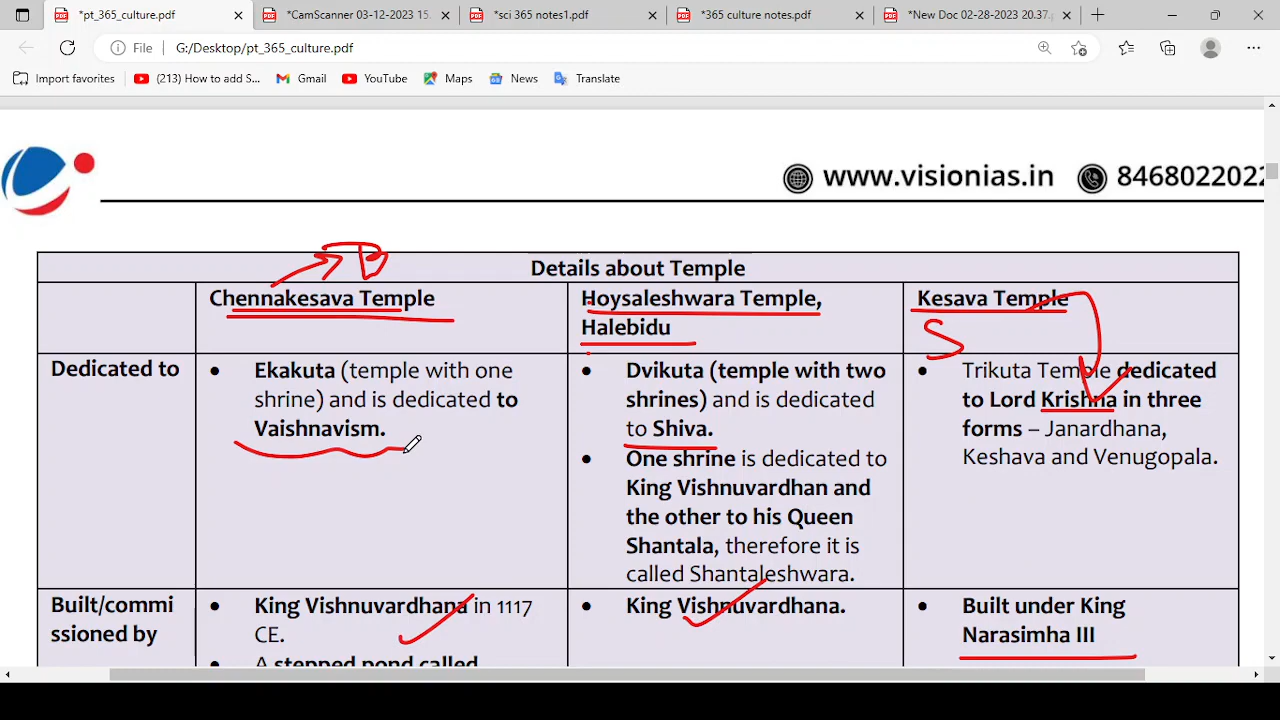 *pt_365_culture.pdf
*CamScanner 03-12-2023 15.
*sci 365 notes1.pdf
*365 culture notes.pdf
*New Doc 02-28-2023 20.37.
File
G:/Desktop/pt_365_culture.pdf
Import favorites
(213) How to add S...
Gmail
YouTube
Maps
News
Translate
www.visionias.in
8468022022
B
Details about Temple
Chennakesava Temple
Hoysaleshwara Temple,
Halebidu
Kesava Temple
S
Dedicated to
• Ekakuta (temple with one
shrine) and is dedicated to
Vaishnavism.
• Dvikuta (temple with two
shrines) and is dedicated
to Shiva.
• One shrine is dedicated to
King Vishnuvardhan and
the other to his Queen
Shantala, therefore it is
called Shantaleshwara.
• Trikuta Temple dedicated
to Lord Krishna in three
forms – Janardhana,
Keshava and Venugopala.
Built/commi
ssioned by
• King Vishnuvardhana in 1117
CE.
• A stepped pond called
• King Vishnuvardhana.
• Built under King
Narasimha III